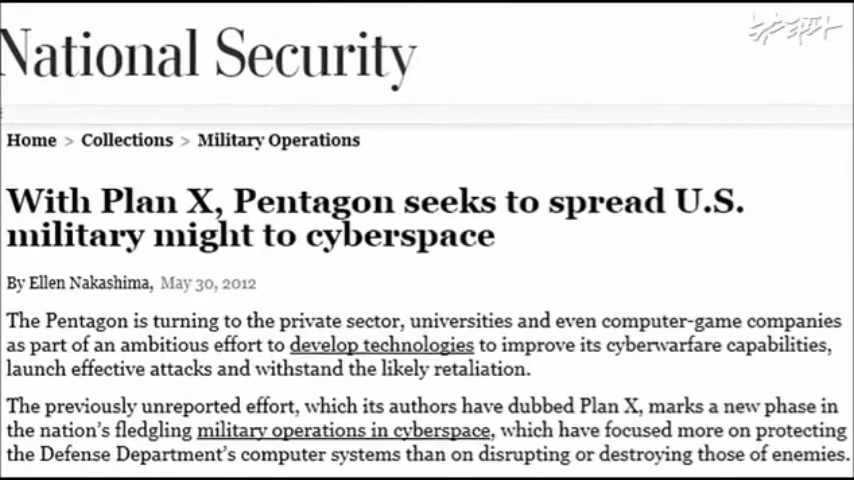 National Security
Home > Collections > Military Operations
With Plan X, Pentagon seeks to spread U.S.
military might to cyberspace
By Ellen Nakashima, May 30, 2012
The Pentagon is turning to the private sector, universities and even computer-game companies
as part of an ambitious effort to develop technologies to improve its cyberwarfare capabilities,
launch effective attacks and withstand the likely retaliation.
The previously unreported effort, which its authors have dubbed Plan X, marks a new phase in
the nation's fledgling military operations in cyberspace, which have focused more on protecting
the Defense Department's computer systems than on disrupting or destroying those of enemies.